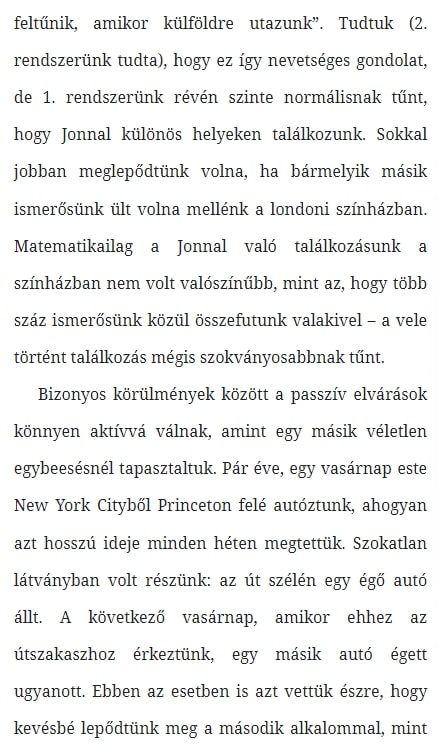 feltűnik, amikor külföldre utazunk”. Tudtuk (2.
rendszerünk tudta), hogy ez így nevetséges gondolat,
de 1. rendszerünk révén szinte normálisnak tűnt,
hogy Jonnal különös helyeken találkozunk. Sokkal
jobban meglepődtünk volna, ha bármelyik másik
ismerősünk ült volna mellénk a londoni színházban.
Matematikailag a Jonnal való találkozásunk a
színházban nem volt valószínűbb, mint az, hogy több
száz ismerősünk közül összefutunk valakivel – a vele
történt találkozás mégis szokványosabbnak tűnt.
Bizonyos körülmények között a passzív elvárások
könnyen aktívvá válnak, amint egy másik véletlen
egybeesésnél tapasztaltuk. Pár éve, egy vasárnap este
New York Cityből Princeton felé autóztunk, ahogyan
azt hosszú ideje minden héten megtettük. Szokatlan
látványban volt részünk: az út szélén egy égő autó
állt. A következő vasárnap, amikor ehhez az
útszakaszhoz érkeztünk, egy másik autó égett
ugyanott. Ebben az esetben is azt vettük észre, hogy
kevésbé lepődtünk meg a második alkalommal, mint